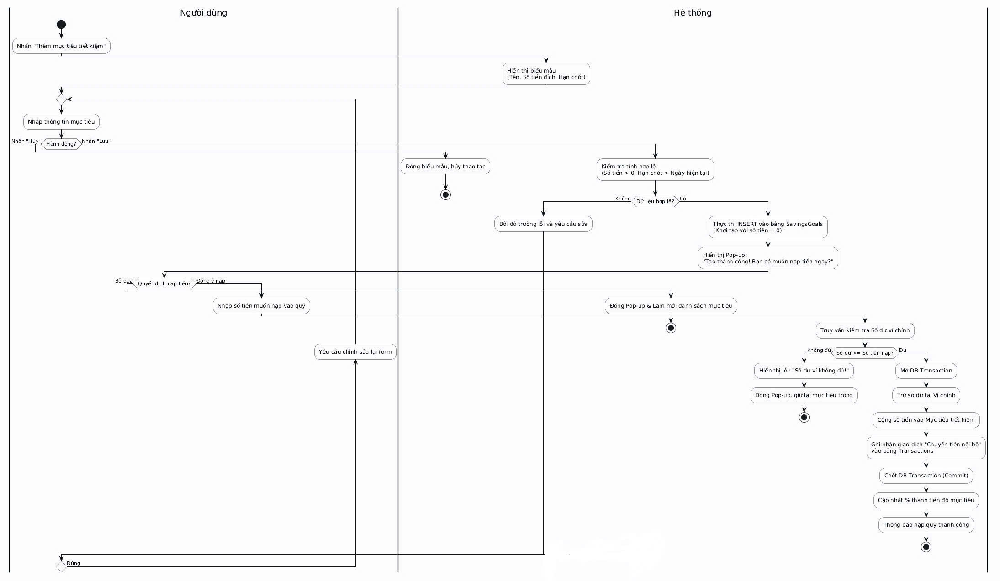 Người dùng
Hệ thống
Nhấn "Thêm mục tiêu tiết kiệm"
Hiển thị biểu mẫu
(Tên, Số tiền đích, Hạn chót)
Nhập thông tin mục tiêu
Nhấn "Hủy"
Hành động?
Nhấn "Lưu"
Đóng biểu mẫu, hủy thao tác
Kiểm tra tính hợp lệ
(Số tiền > 0, Hạn chót > Ngày hiện tại)
Không
Dữ liệu hợp lệ?
Có
Bôi đỏ trường lỗi và yêu cầu sửa
Thực thi INSERT vào bảng SavingsGoals
(Khởi tạo với số tiền = 0)
Hiển thị Pop-up:
"Tạo thành công! Bạn có muốn nạp tiền ngay?"
Bỏ qua
Quyết định nạp tiền?
Đồng ý nạp
Nhập số tiền muốn nạp vào quỹ
Đóng Pop-up & Làm mới danh sách mục tiêu
Truy vấn kiểm tra Số dư ví chính
Yêu cầu chỉnh sửa lại form
Không đủ
Số dư >= Số tiền nạp?
Đủ
Hiển thị lỗi: "Số dư ví không đủ!"
Mở DB Transaction
Đóng Pop-up, giữ lại mục tiêu trống
Trừ số dư tại Ví chính
Cộng số tiền vào Mục tiêu tiết kiệm
Ghi nhận giao dịch "Chuyển tiền nội bộ"
vào bảng Transactions
Chốt DB Transaction (Commit)
Cập nhật % thanh tiến độ mục tiêu
Thông báo nạp quỹ thành công
Đúng